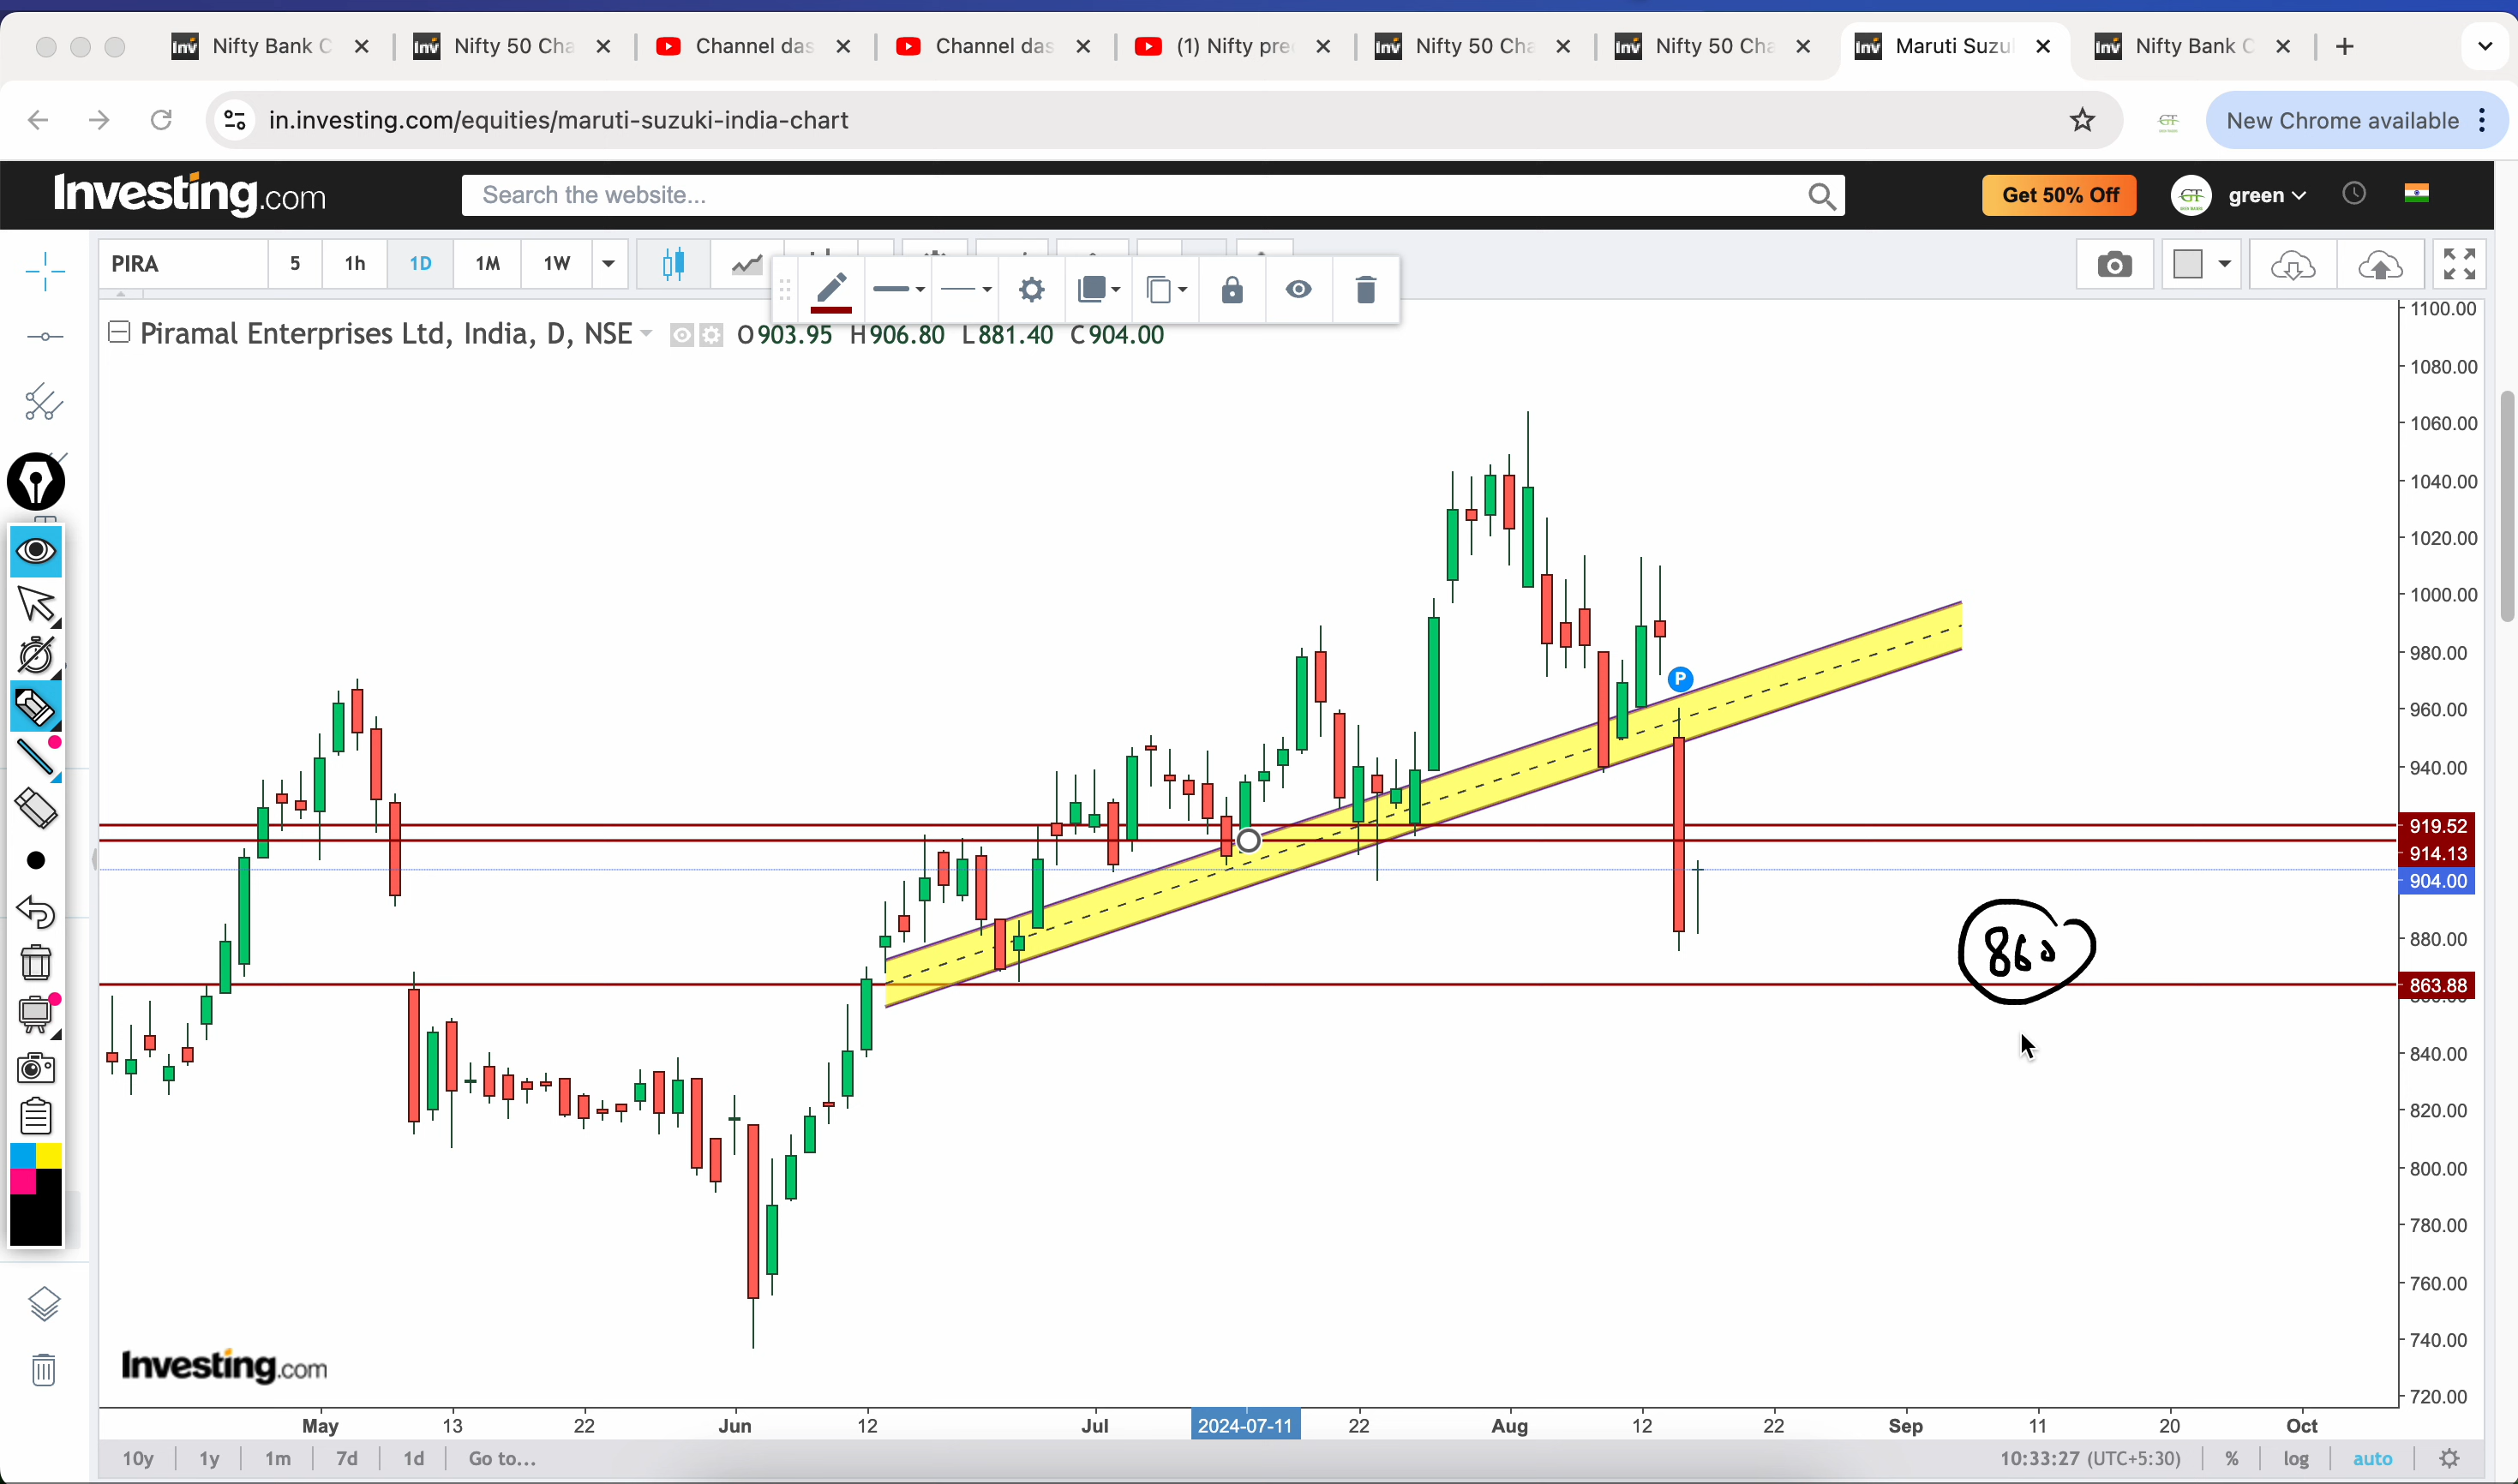 Nifty Bank C
Nifty 50 Cha
Channel das
Channel das
(1) Nifty pre
Nifty 50 Cha
Nifty 50 Cha
Maruti Suzu
Nifty Bank C
in.investing.com/equities/maruti-suzuki-india-chart
GT
New Chrome available
Investing.com
Search the website...
Get 50% Off
GT
green
PIRA
5
1h
1D
1M
1W
Piramal Enterprises Ltd, India, D, NSE
O903.95 H906.80 L881.40 C904.00
1100.00
1080.00
1060.00
1040.00
1020.00
1000.00
980.00
960.00
940.00
919.52
914.13
904.00
880.00
863.88
840.00
820.00
800.00
780.00
760.00
740.00
720.00
P
860
Investing.com
May 13 22 Jun 12 Jul 2024-07-11 22 Aug 12 22 Sep 11 20 Oct
10y 1y 1m 7d 1d Go to... 10:33:27 (UTC+5:30) % log auto